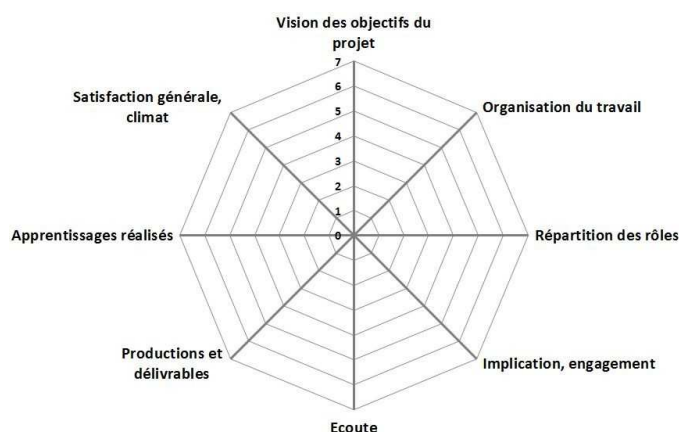 Vision des objectifs du
projet
7
6
5
4
3
2
1
0
Organisation du travail
Répartition des rôles
Implication, engagement
Ecoute
Productions et
délivrables
Apprentissages réalisés
Satisfaction générale,
climat